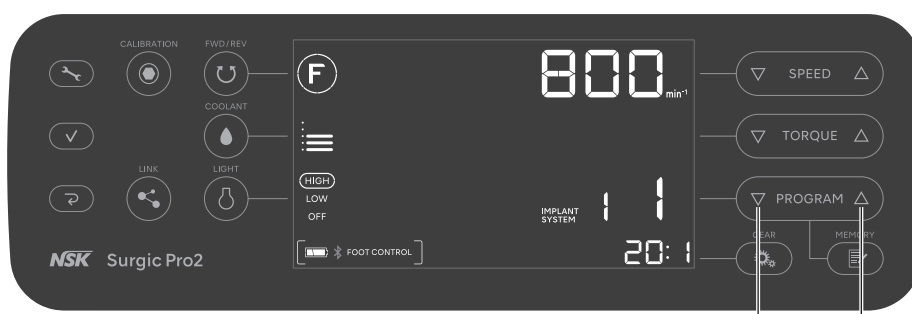 CALIBRATION
FWD/REV
F
800
min-1
SPEED
COOLANT
TORQUE
LINK
LIGHT
HIGH
LOW
OFF
IMPLANT
SYSTEM
1
1
PROGRAM
GEAR
MEMORY
FOOT CONTROL
20:1
NSK Surgic Pro2